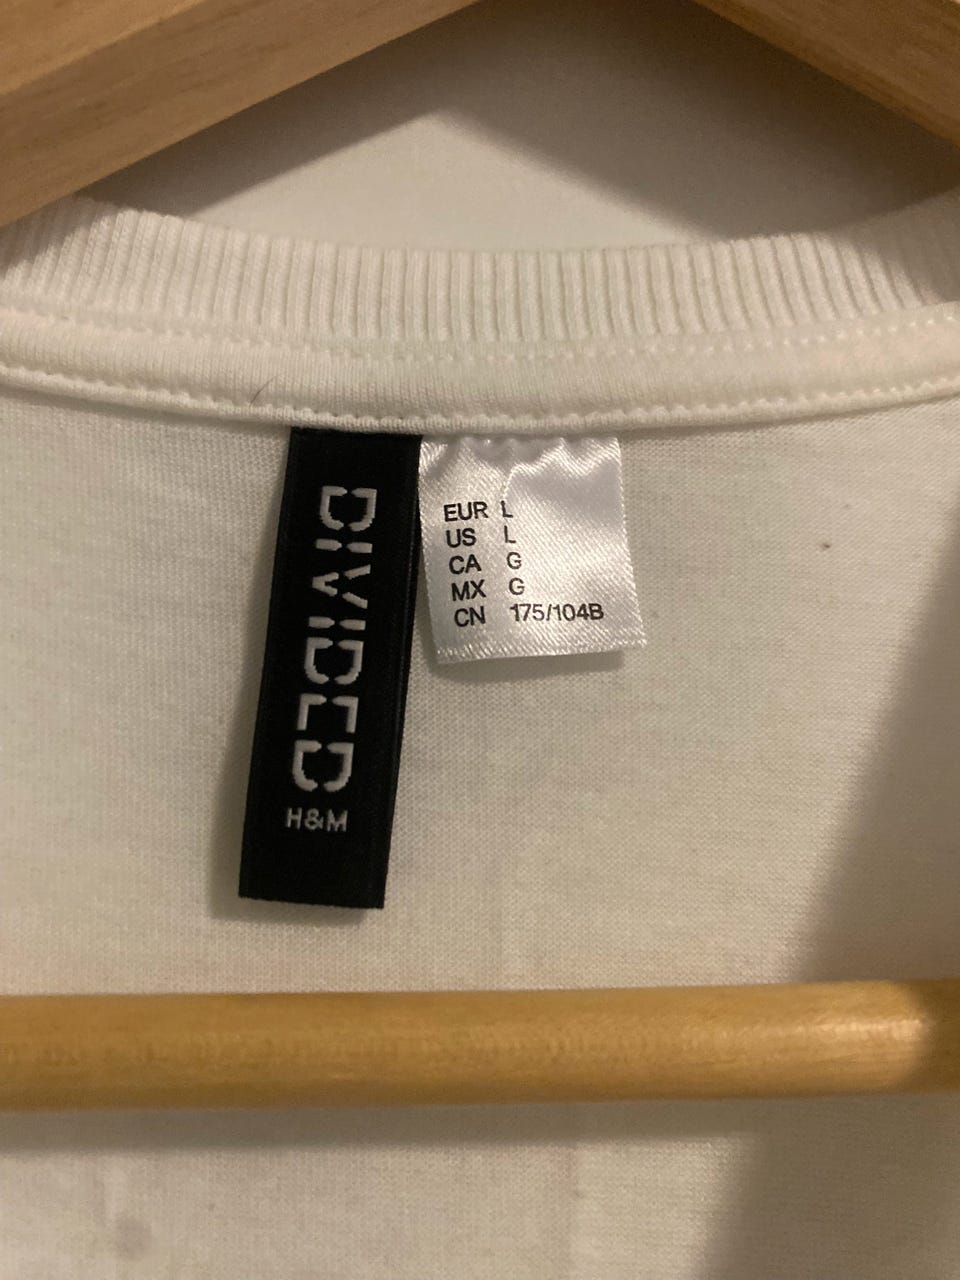 DIVIDED
H&M
EUR L
US L
CA G
MX G
CN 175/104B